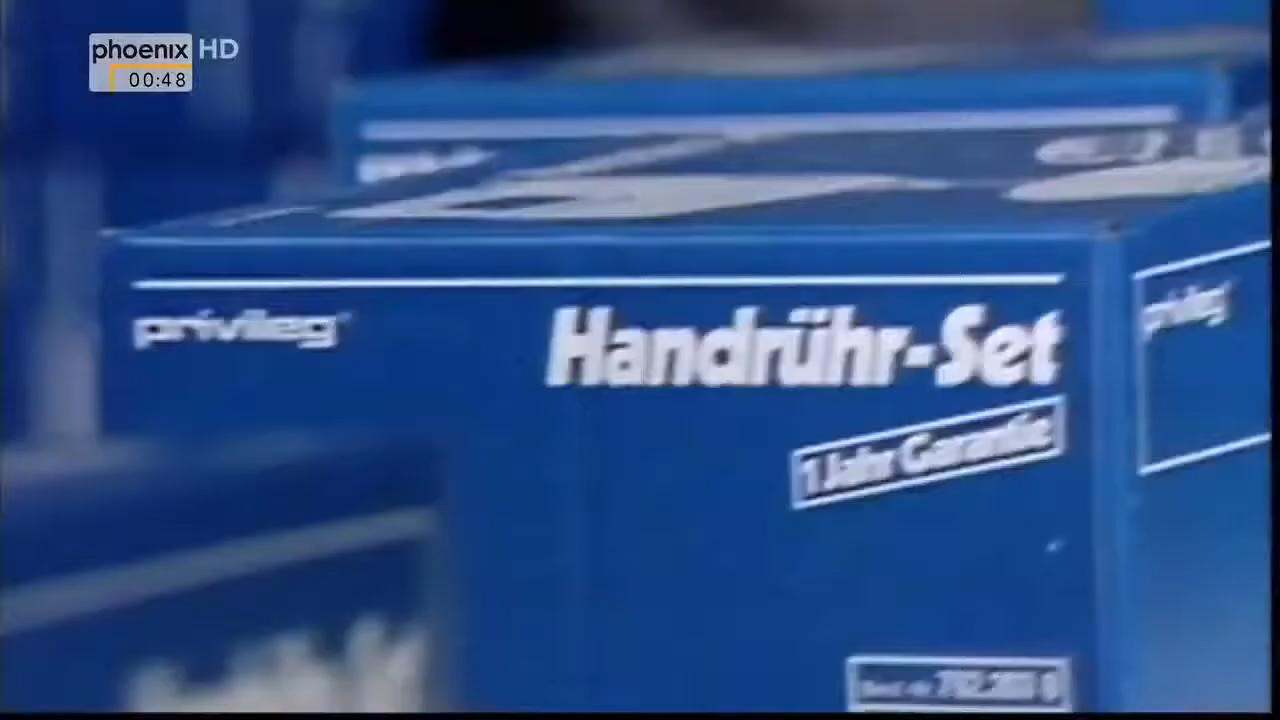 phoenix HD
00:48
privileg
Handrühr-Set
privileg
1 Jahr Garantie